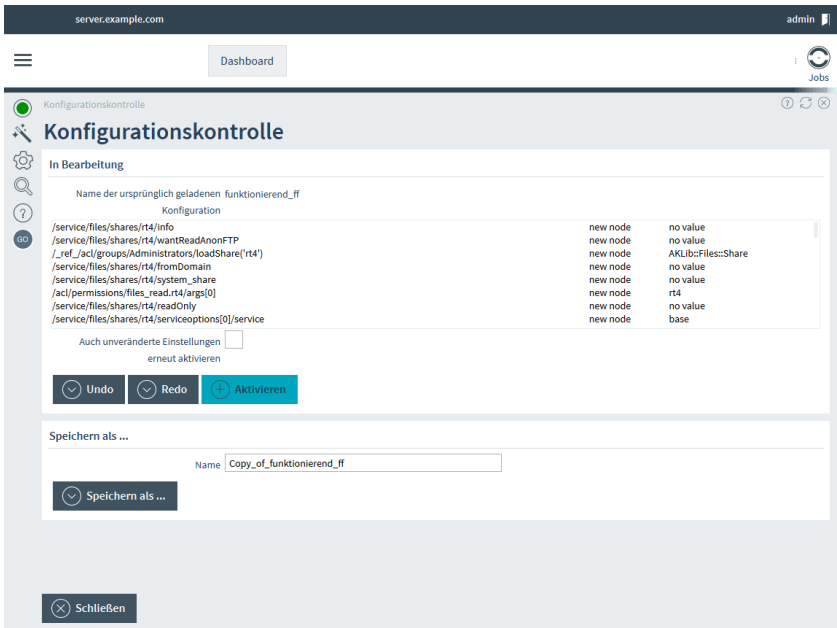 server.example.com admin
Dashboard
Jobs
Konfigurationskontrolle
Konfigurationskontrolle
In Bearbeitung
Name der ursprünglich geladenen funktionierend_ff
Konfiguration
/service/files/shares/rt4/info new node no value
/service/files/shares/rt4/wantReadAnonFTP new node no value
/_ref_/acl/groups/Administrators/loadShare('rt4') new node AKLib::Files::Share
/service/files/shares/rt4/fromDomain new node no value
/service/files/shares/rt4/system_share new node no value
/acl/permissions/files_read.rt4/args[0] new node rt4
/service/files/shares/rt4/readOnly new node no value
/service/files/shares/rt4/serviceoptions[0]/service new node base
Auch unveränderte Einstellungen
erneut aktivieren
Undo Redo Aktivieren
Speichern als ...
Name Copy_of_funktionierend_ff
Speichern als ...
Schließen
GO